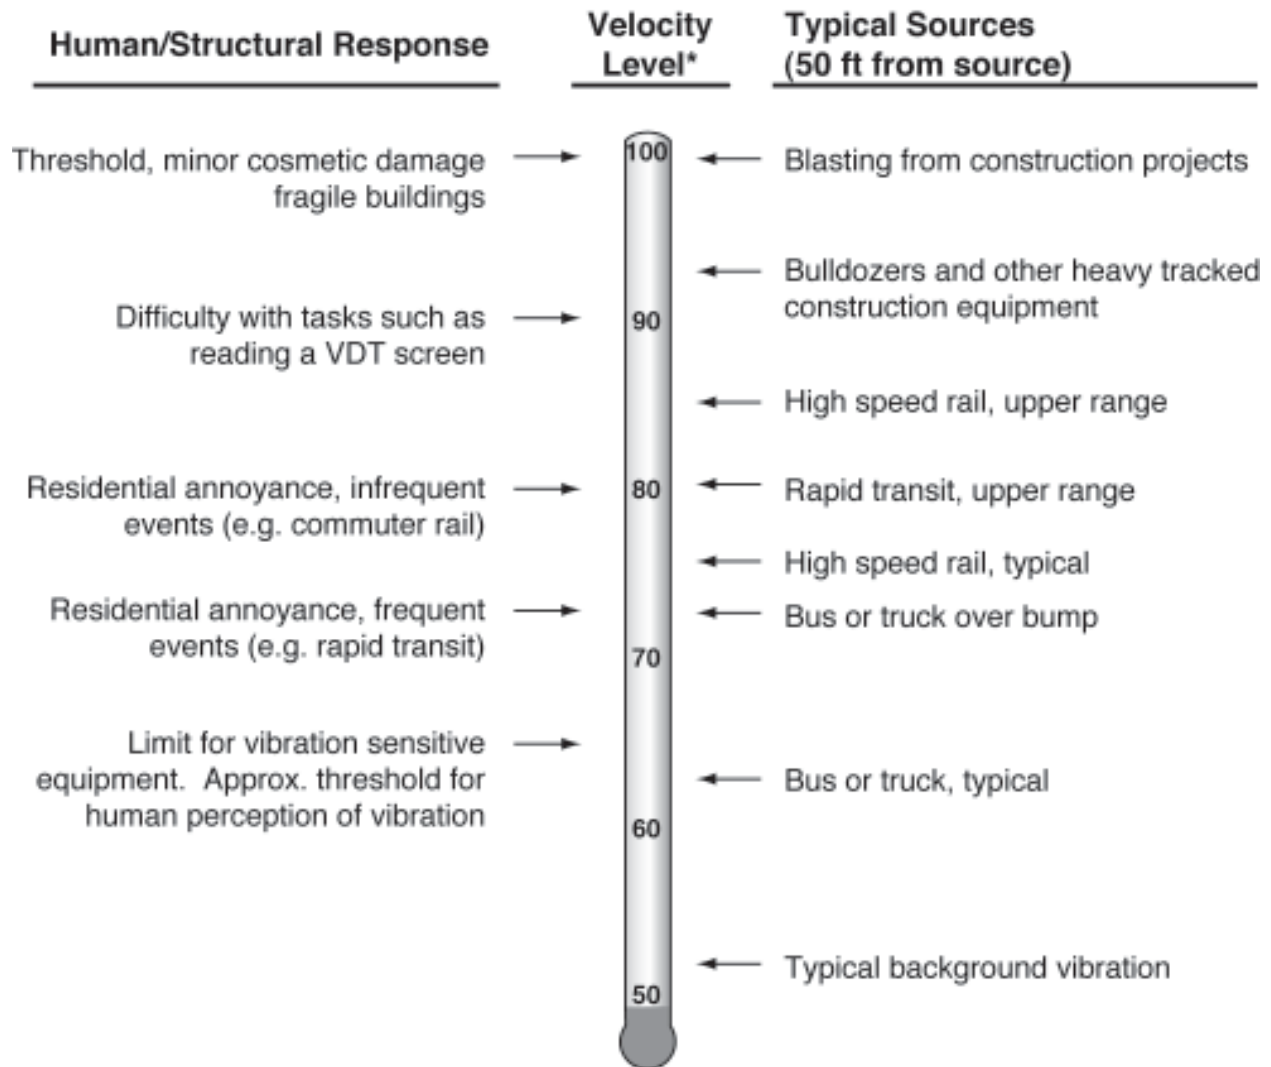 Human/Structural Response
Velocity
Level*
Typical Sources
(50 ft from source)
Threshold, minor cosmetic damage
fragile buildings
100
Blasting from construction projects
Bulldozers and other heavy tracked
construction equipment
Difficulty with tasks such as
reading a VDT screen
90
High speed rail, upper range
Residential annoyance, infrequent
events (e.g. commuter rail)
80
Rapid transit, upper range
High speed rail, typical
Residential annoyance, frequent
events (e.g. rapid transit)
Bus or truck over bump
70
Limit for vibration sensitive
equipment.  Approx. threshold for
human perception of vibration
Bus or truck, typical
60
Typical background vibration
50